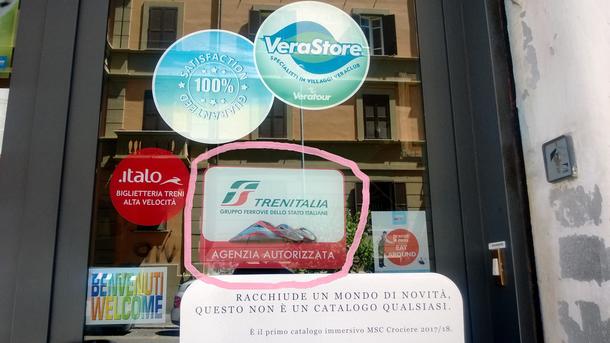 VeraStore
SPECIALISTI IN VILLAGGI VERACLUB
Veratour
SATISFACTION
100%
GUARANTEED
.italo
BIGLIETTERIA TRENI
ALTA VELOCITÀ
TRENITALIA
GRUPPO FERROVIE DELLO STATO ITALIANE
AGENZIA AUTORIZZATA
EAT
AROUND
BENVENUTI
WELCOME
RACCHIUDE UN MONDO DI NOVITÀ,
QUESTO NON È UN CATALOGO QUALSIASI.
È il primo catalogo immersivo MSC Crociere 2017/18.